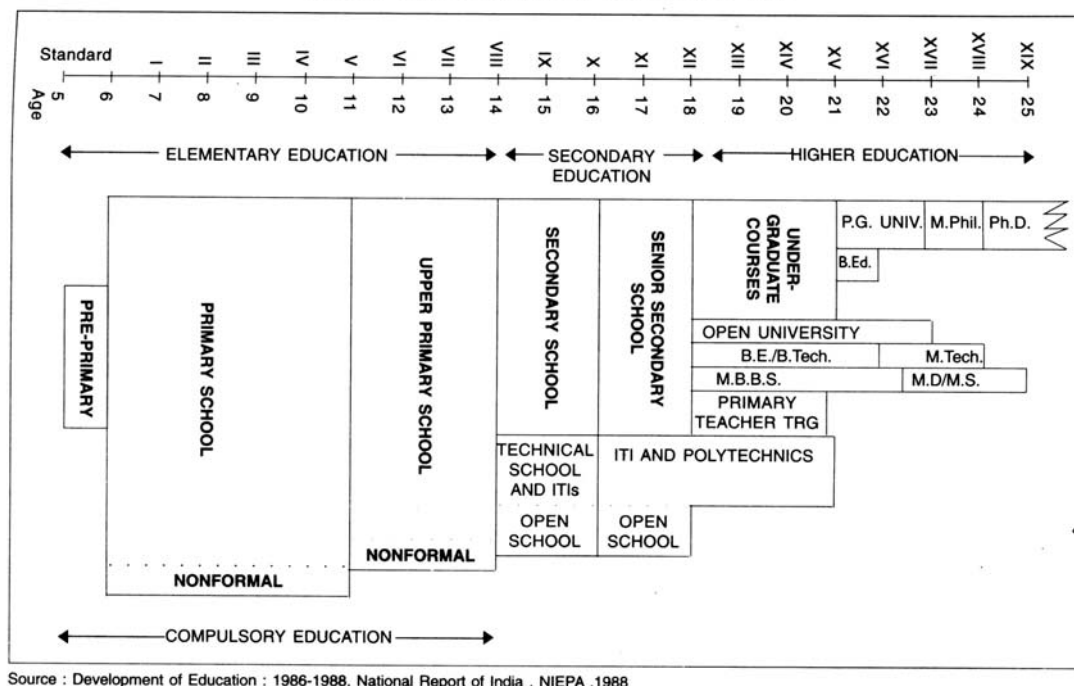 Standard
I II III IV V VI VII VIII IX X XI XII XIII XIV XV XVI XVII XVIII XIX
Age
5 6 7 8 9 10 11 12 13 14 15 16 17 18 19 20 21 22 23 24 25
ELEMENTARY EDUCATION
SECONDARY
EDUCATION
HIGHER EDUCATION
PRE-PRIMARY
PRIMARY SCHOOL
NONFORMAL
UPPER PRIMARY SCHOOL
NONFORMAL
SECONDARY SCHOOL
TECHNICAL
SCHOOL
AND ITIs
OPEN
SCHOOL
SENIOR SECONDARY
SCHOOL
ITI AND POLYTECHNICS
OPEN
SCHOOL
UNDER-
GRADUATE
COURSES
P.G. UNIV. M.Phil. Ph.D.
B.Ed.
OPEN UNIVERSITY
B.E./B.Tech. M.Tech.
M.B.B.S. M.D/M.S.
PRIMARY
TEACHER TRG
COMPULSORY EDUCATION
Source : Development of Education : 1986-1988, National Report of India , NIEPA ,1988